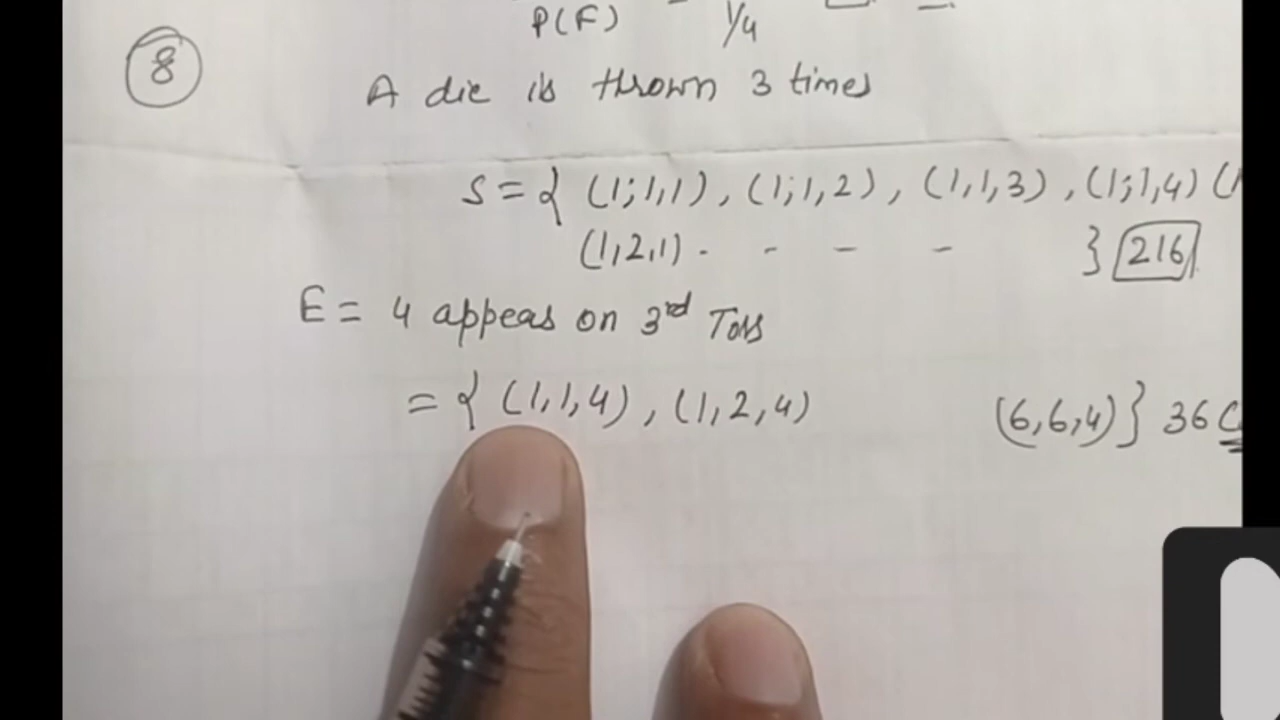 P(F) 1/4
8
A die is thrown 3 times
S = { (1,1,1), (1,1,2), (1,1,3), (1,1,4) (1
(1,2,1) - - - - } 216
E = 4 appeas on 3rd Toss
= { (1,1,4), (1,2,4) (6,6,4)} 36